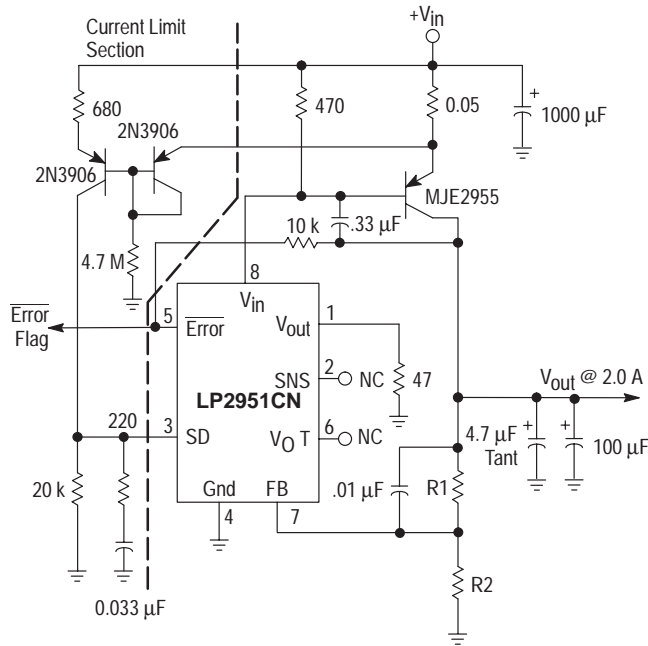 Current Limit
Section
+Vin
680
2N3906
470
0.05
+
1000 µF
2N3906
MJE2955
10 k
.33 µF
4.7 M
8
Vin
Error
Flag
5
Error
Vout
1
SNS
2
NC
47
LP2951CN
Vout @ 2.0 A
220
3
SD
VO T
6
NC
4.7 µF
Tant
+
+
100 µF
20 k
Gnd
FB
.01 µF
R1
4
7
0.033 µF
R2